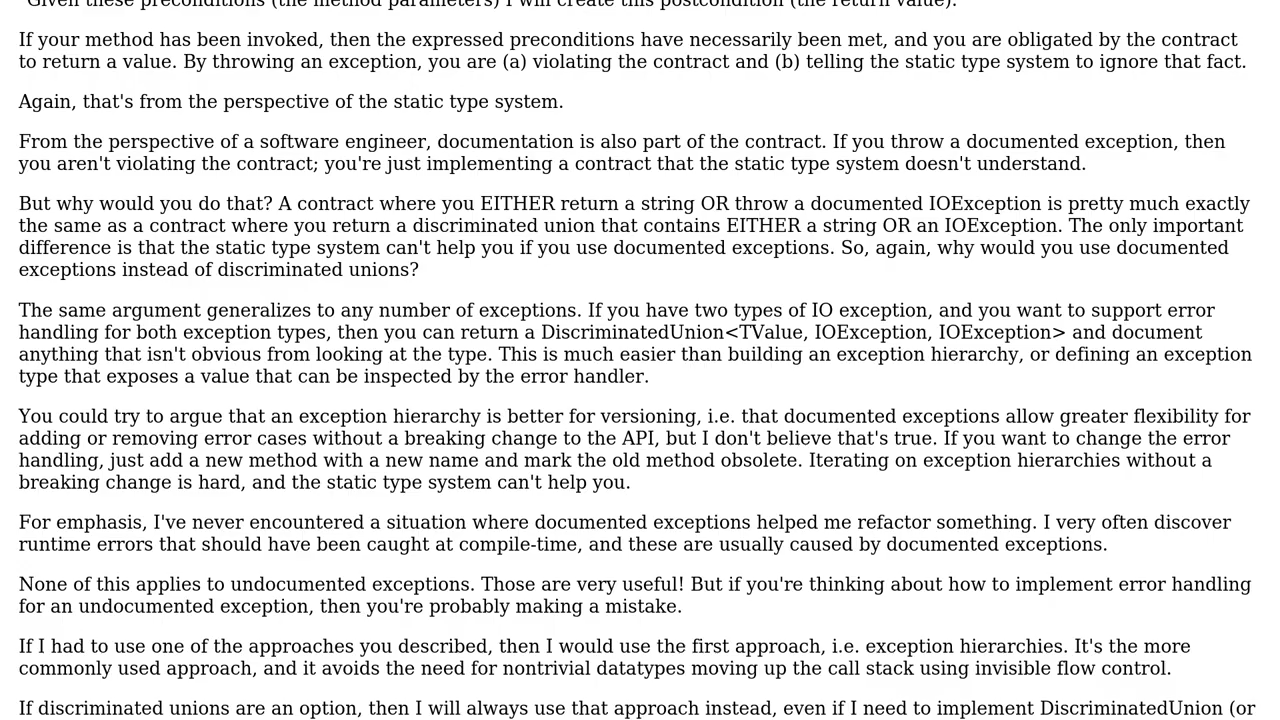 "Given these preconditions (the method parameters) I will create this postcondition (the return value).
If your method has been invoked, then the expressed preconditions have necessarily been met, and you are obligated by the contract
to return a value. By throwing an exception, you are (a) violating the contract and (b) telling the static type system to ignore that fact.
Again, that's from the perspective of the static type system.
From the perspective of a software engineer, documentation is also part of the contract. If you throw a documented exception, then
you aren't violating the contract; you're just implementing a contract that the static type system doesn't understand.
But why would you do that? A contract where you EITHER return a string OR throw a documented IOException is pretty much exactly
the same as a contract where you return a discriminated union that contains EITHER a string OR an IOException. The only important
difference is that the static type system can't help you if you use documented exceptions. So, again, why would you use documented
exceptions instead of discriminated unions?
The same argument generalizes to any number of exceptions. If you have two types of IO exception, and you want to support error
handling for both exception types, then you can return a DiscriminatedUnion<TValue, IOException, IOException> and document
anything that isn't obvious from looking at the type. This is much easier than building an exception hierarchy, or defining an exception
type that exposes a value that can be inspected by the error handler.
You could try to argue that an exception hierarchy is better for versioning, i.e. that documented exceptions allow greater flexibility for
adding or removing error cases without a breaking change to the API, but I don't believe that's true. If you want to change the error
handling, just add a new method with a new name and mark the old method obsolete. Iterating on exception hierarchies without a
breaking change is hard, and the static type system can't help you.
For emphasis, I've never encountered a situation where documented exceptions helped me refactor something. I very often discover
runtime errors that should have been caught at compile-time, and these are usually caused by documented exceptions.
None of this applies to undocumented exceptions. Those are very useful! But if you're thinking about how to implement error handling
for an undocumented exception, then you're probably making a mistake.
If I had to use one of the approaches you described, then I would use the first approach, i.e. exception hierarchies. It's the more
commonly used approach, and it avoids the need for nontrivial datatypes moving up the call stack using invisible flow control.
If discriminated unions are an option, then I will always use that approach instead, even if I need to implement DiscriminatedUnion (or